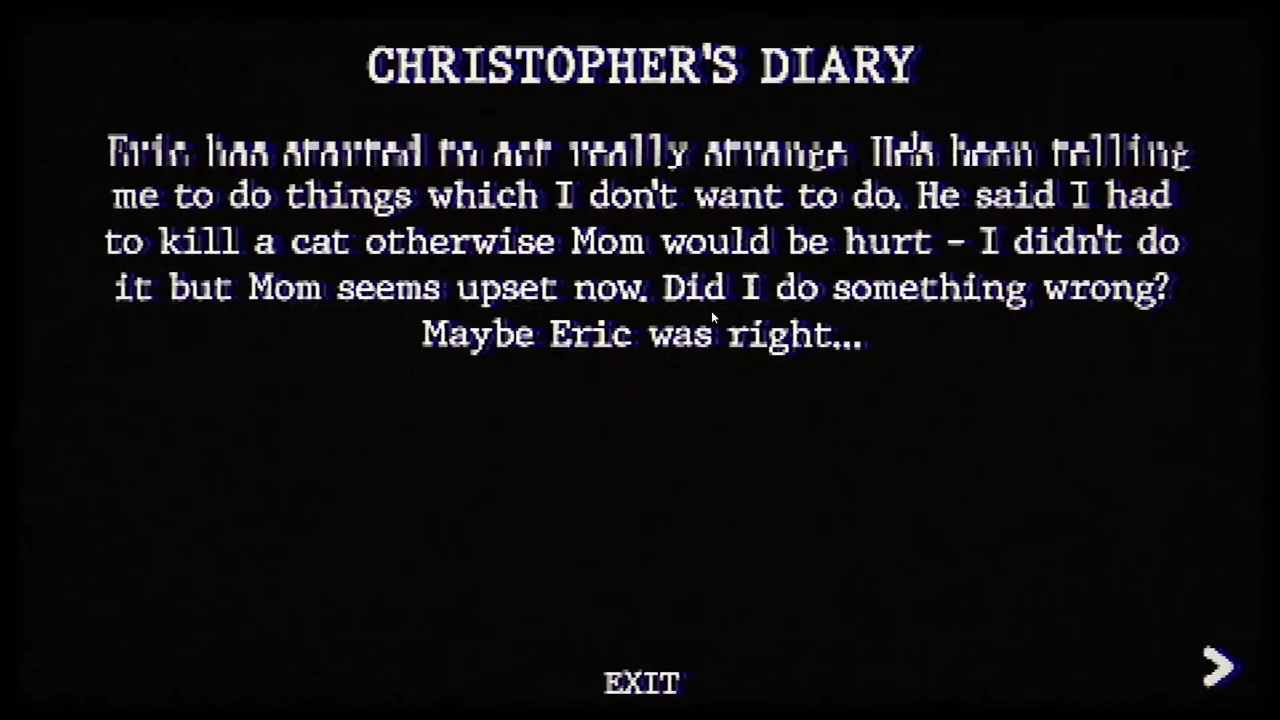 CHRISTOPHER'S DIARY
Eric has started to act really strange. He's been telling
me to do things which I don't want to do. He said I had
to kill a cat otherwise Mom would be hurt - I didn't do
it but Mom seems upset now. Did I do something wrong?
Maybe Eric was right...
EXIT